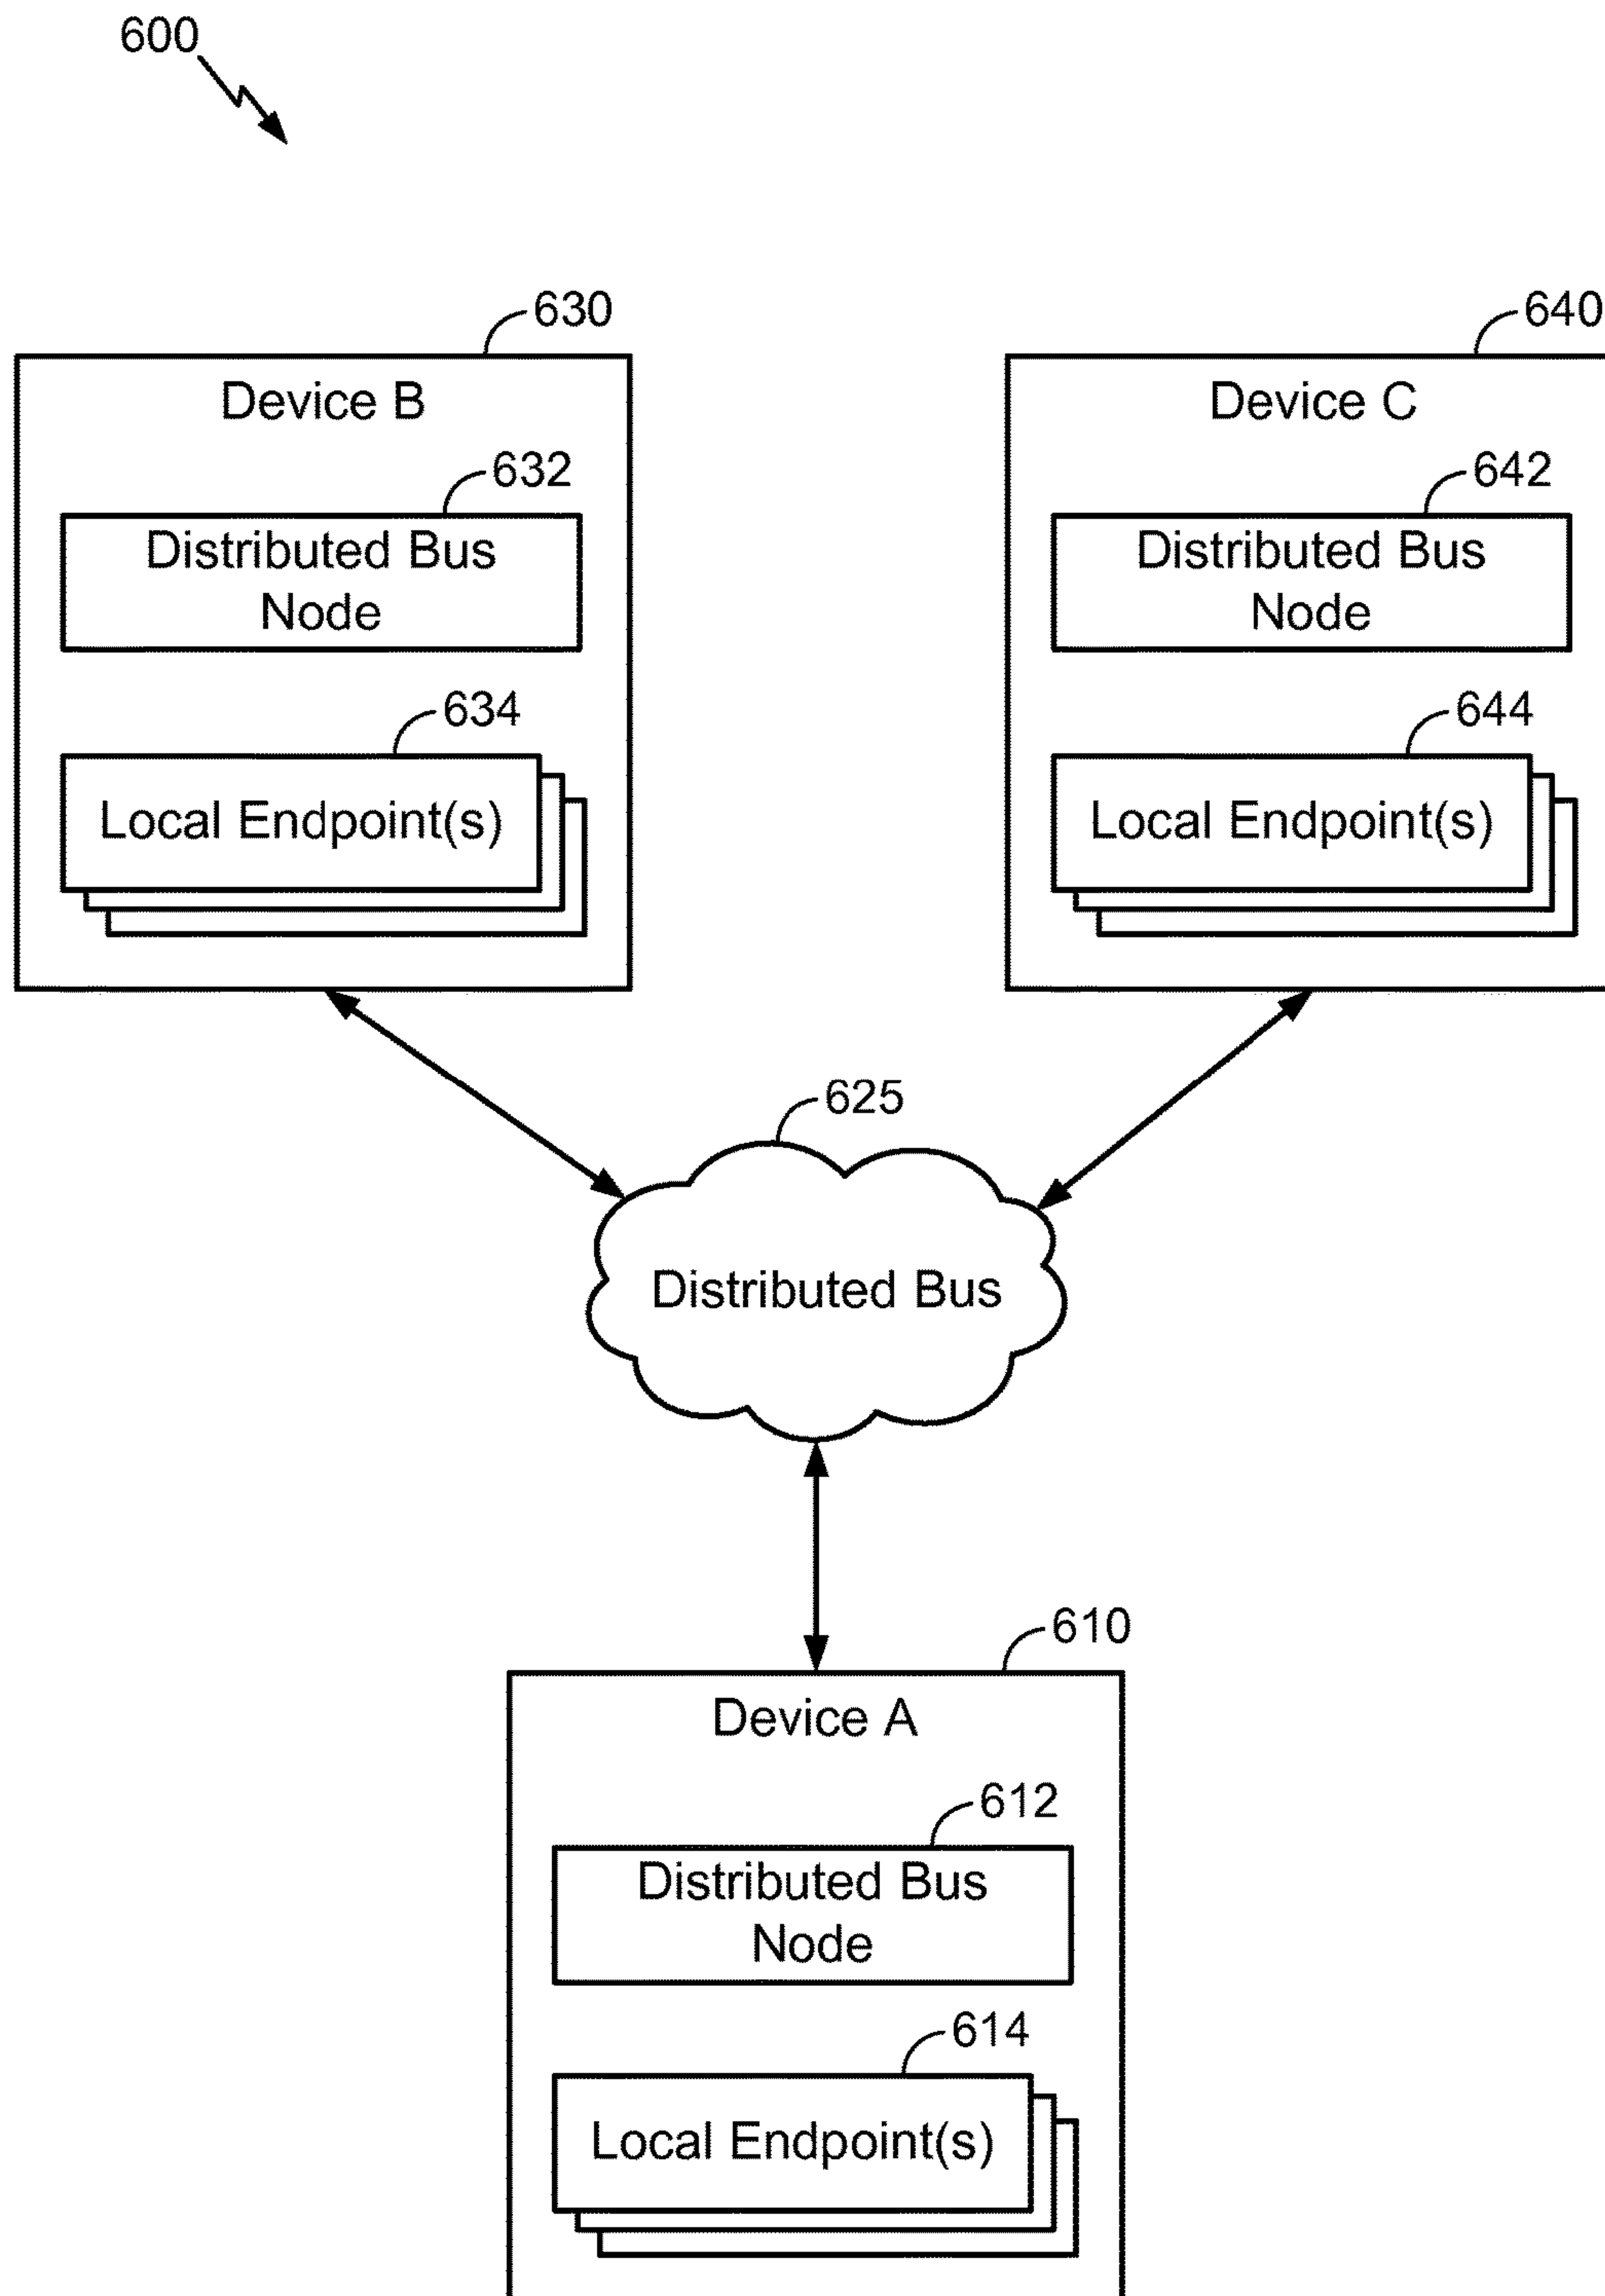 600
630
640
Device B
Device C
632
642
Distributed Bus
Node
Distributed Bus
Node
634
644
Local Endpoint(s)
Local Endpoint(s)
625
Distributed Bus
610
Device A
612
Distributed Bus
Node
614
Local Endpoint(s)